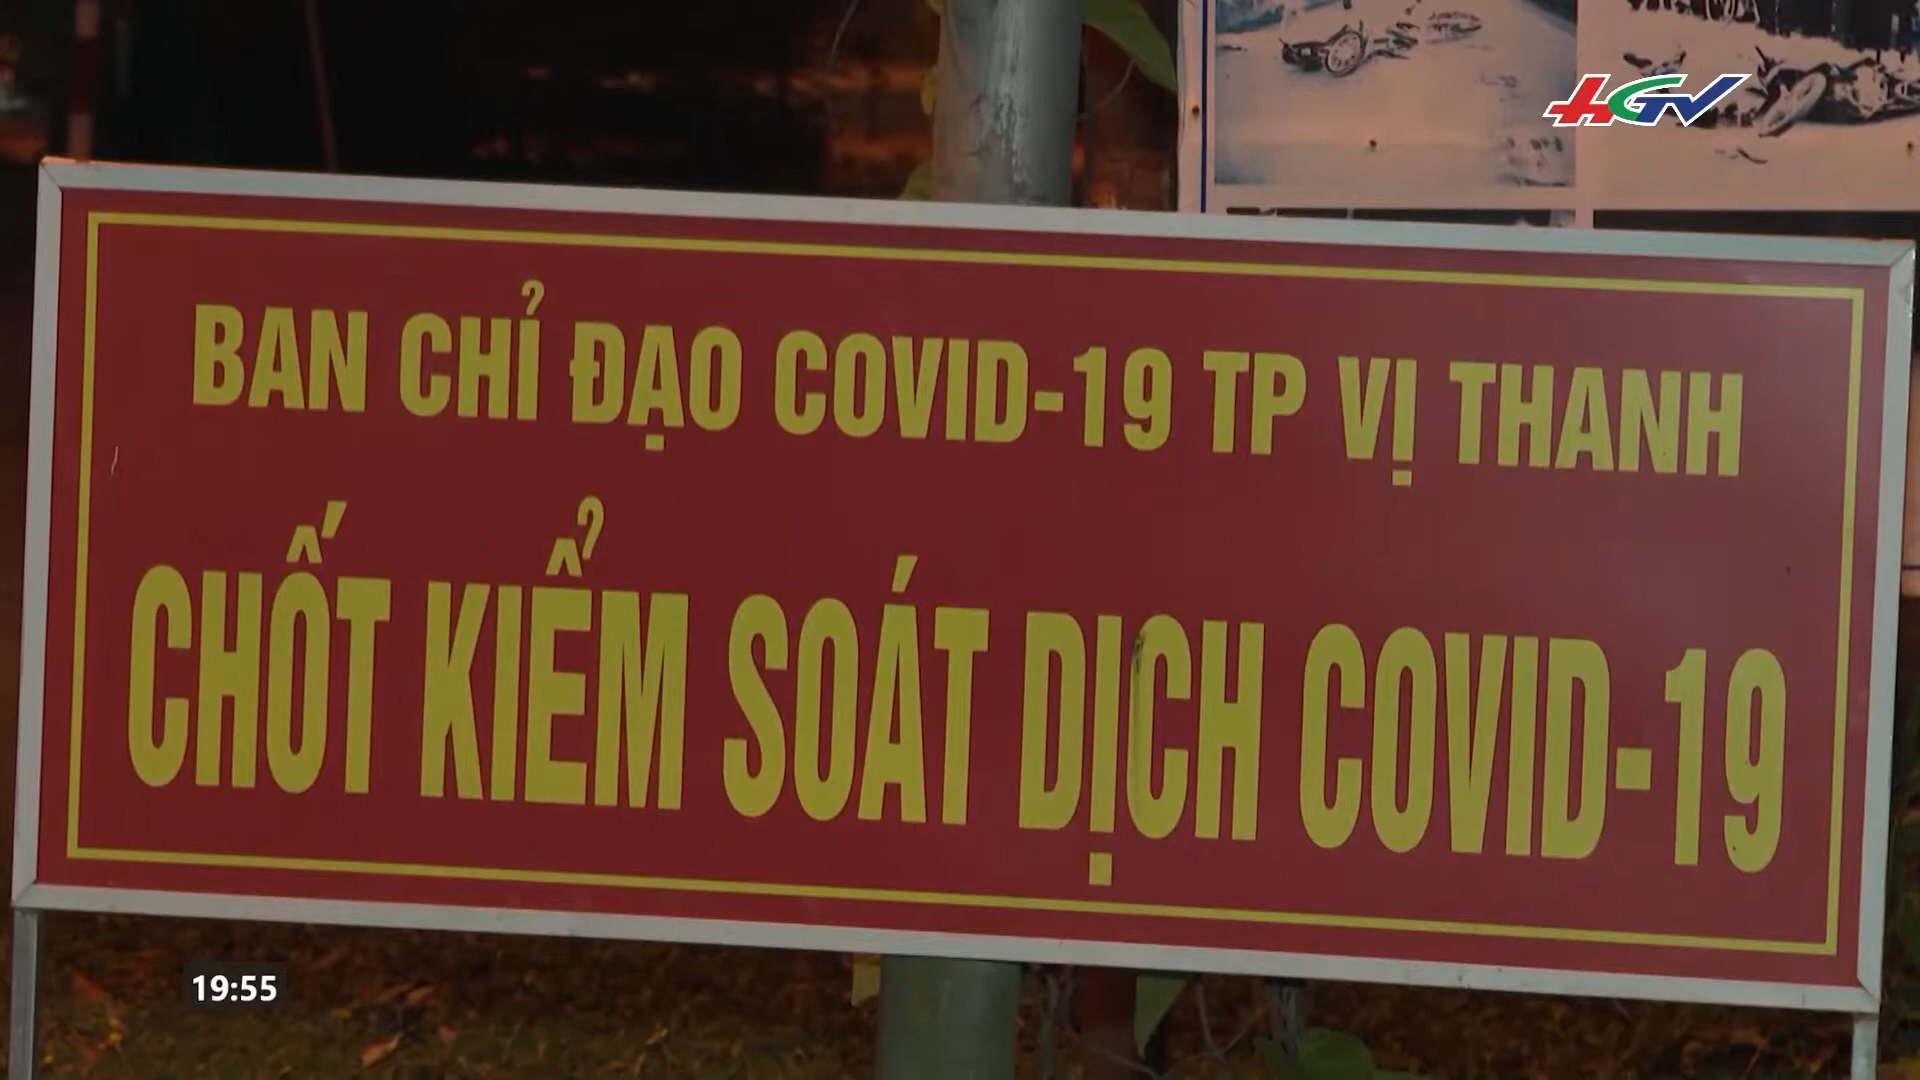 HGTV
BAN CHỈ ĐẠO COVID-19 TP VỊ THANH
CHỐT KIỂM SOÁT DỊCH COVID-19
19:55